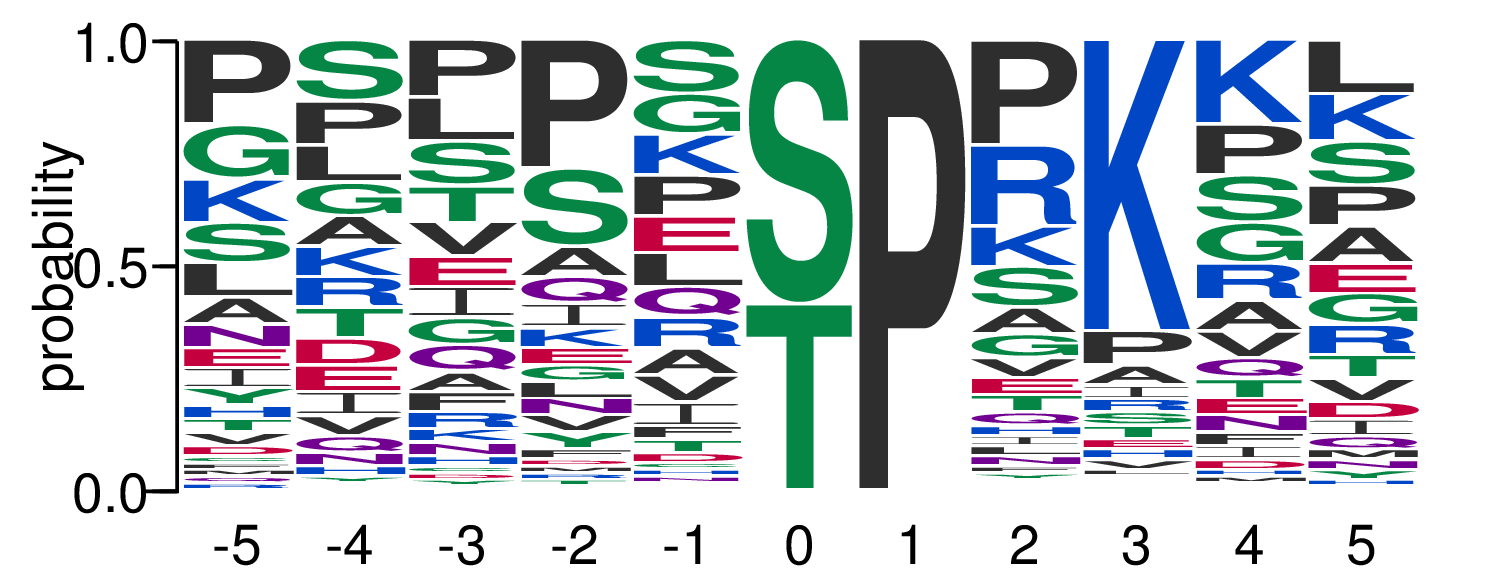 probability
1.0
0.5
0.0
P G K S L A N E I Y H T V D
S P L G A K R T D E I V Q N H
P L S T V E I G Q A F R K N H
P S A Q I K E G L N V Y
S G K P E L Q R A V I F T D
S T
P
P R K S A G V E T Q H I N L
K P A I R S T E H V L
K P S G R A V Q T E N F I D H
L K S P A E G R T V D I Q M N Y H
-5 -4 -3 -2 -1 0 1 2 3 4 5